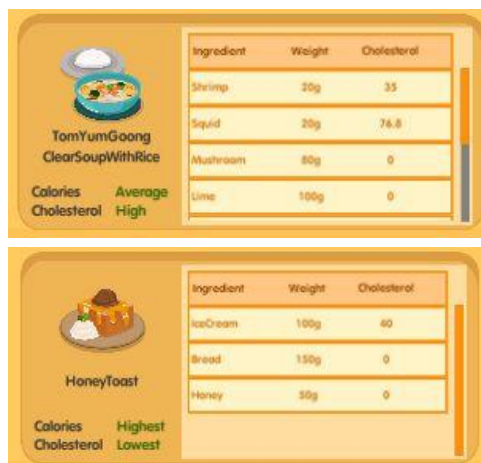 Ingredient Weight Cholesterol
Shrimp 20g 35
Squid 20g 76.8
Mushroom 80g 0
Lime 100g 0
TomYumGoong
ClearSoupWithRice
Calories Average
Cholesterol High
Ingredient Weight Cholesterol
IceCream 100g 40
Bread 150g 0
Honey 50g 0
HoneyToast
Calories Highest
Cholesterol Lowest